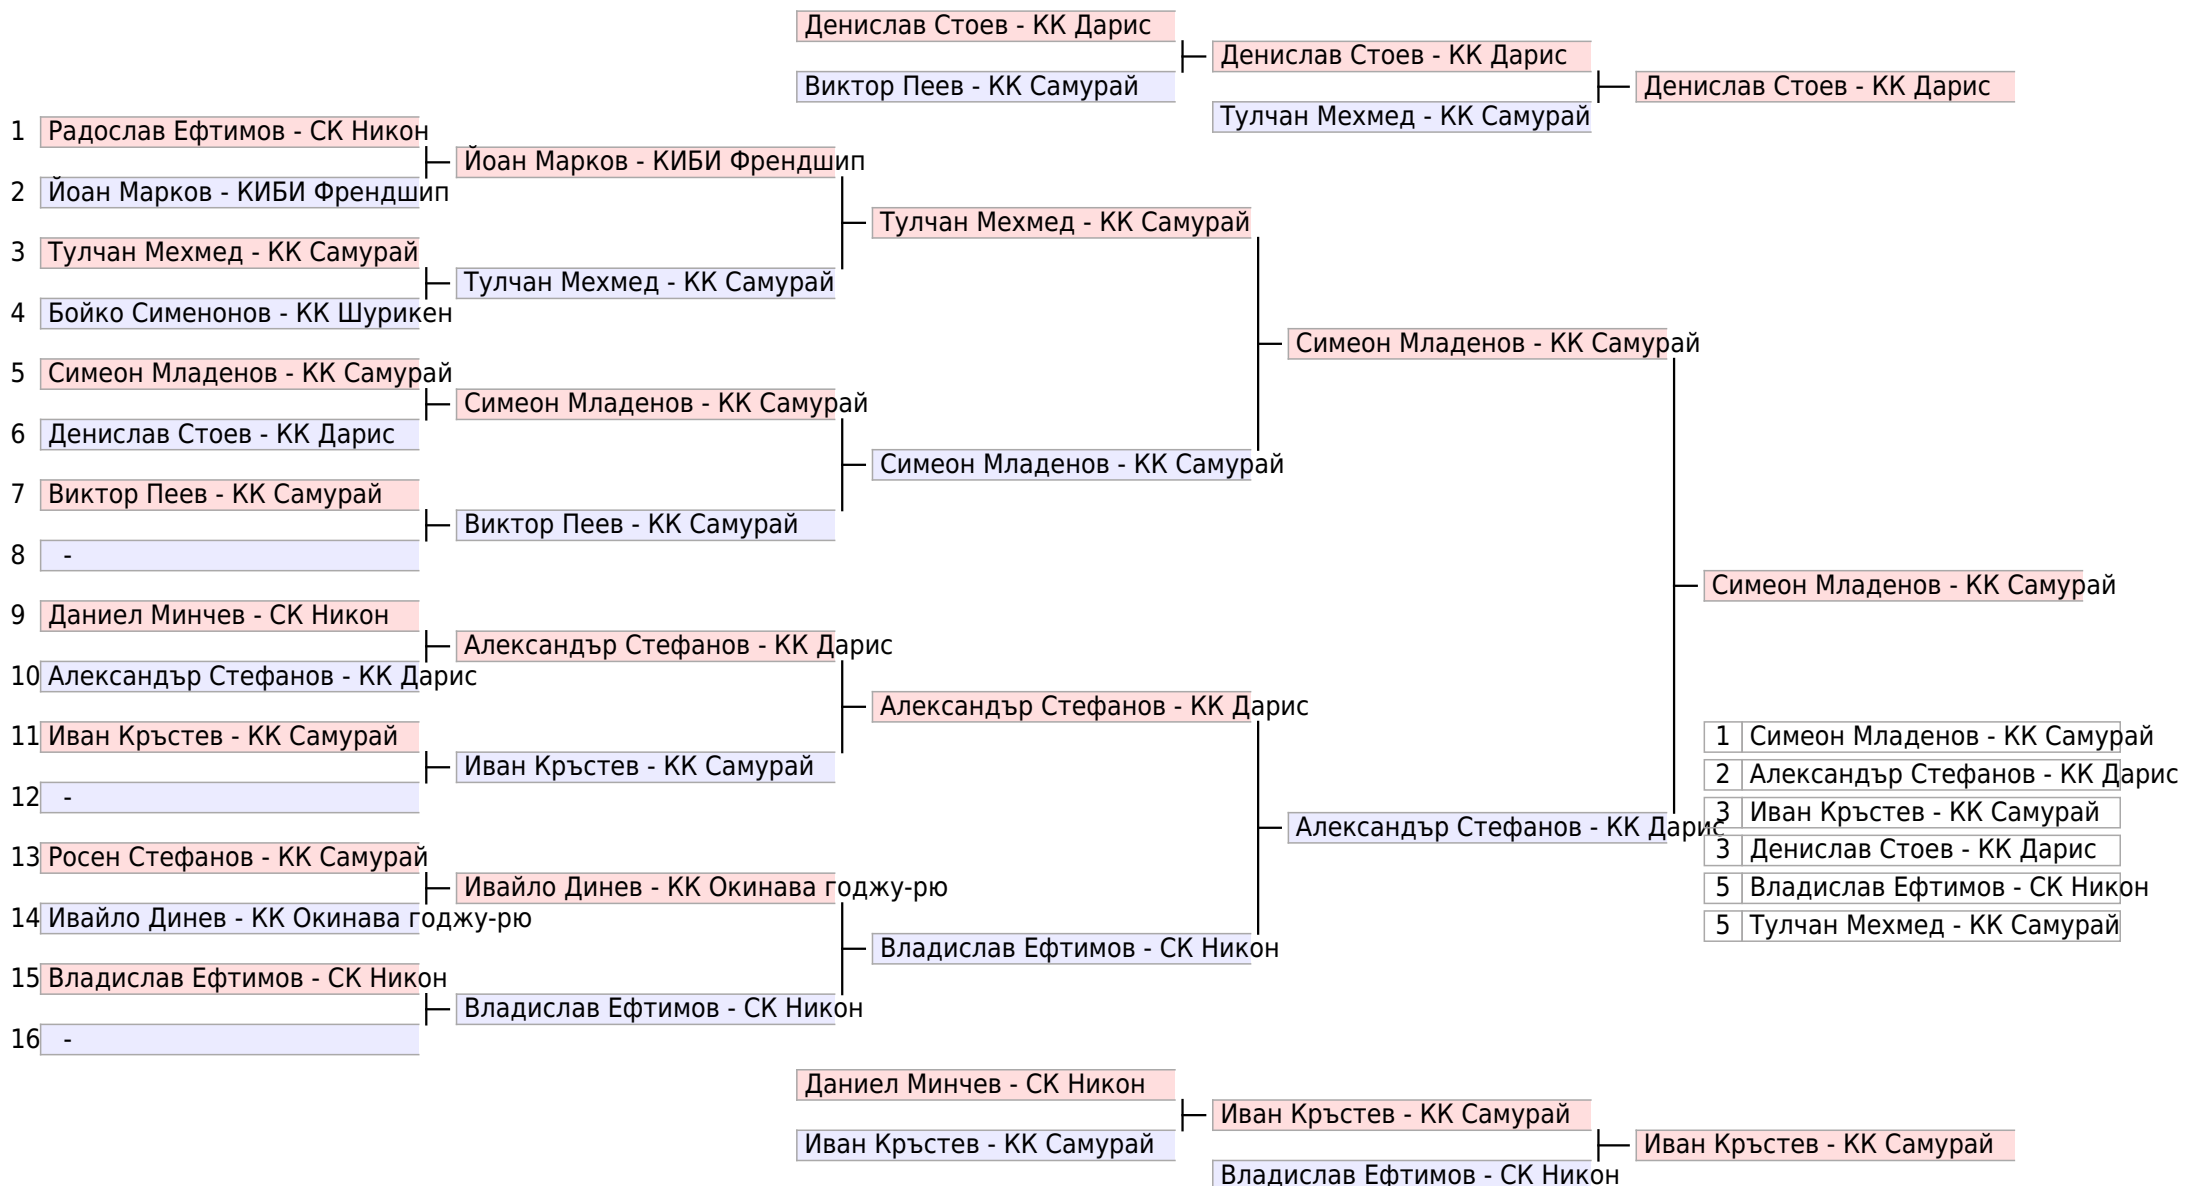 Денислав Стоев - КК Дарис
Денислав Стоев - КК Дарис
Виктор Пеев - КК Самурай
Денислав Стоев - КК Дарис
Тулчан Мехмед - КК Самурай
1 Радослав Ефтимов - СК Никон
Йоан Марков - КИБИ Френдшип
2 Йоан Марков - КИБИ Френдшип
Тулчан Мехмед - КК Самурай
3 Тулчан Мехмед - КК Самурай
Тулчан Мехмед - КК Самурай
4 Бойко Сименонов - КК Шурикен
Симеон Младенов - КК Самурай
5 Симеон Младенов - КК Самурай
Симеон Младенов - КК Самурай
6 Денислав Стоев - КК Дарис
Симеон Младенов - КК Самурай
7 Виктор Пеев - КК Самурай
Виктор Пеев - КК Самурай
8 -
Симеон Младенов - КК Самурай
9 Даниел Минчев - СК Никон
Александър Стефанов - КК Дарис
10 Александър Стефанов - КК Дарис
Александър Стефанов - КК Дарис
11 Иван Кръстев - КК Самурай
Иван Кръстев - КК Самурай
12 -
1 Симеон Младенов - КК Самурай
2 Александър Стефанов - КК Дарис
3 Иван Кръстев - КК Самурай
Александър Стефанов - КК Дарис
3 Денислав Стоев - КК Дарис
5 Владислав Ефтимов - СК Никон
5 Тулчан Мехмед - КК Самурай
13 Росен Стефанов - КК Самурай
Ивайло Динев - КК Окинава годжу-рю
14 Ивайло Динев - КК Окинава годжу-рю
Владислав Ефтимов - СК Никон
15 Владислав Ефтимов - СК Никон
Владислав Ефтимов - СК Никон
16 -
Даниел Минчев - СК Никон
Иван Кръстев - КК Самурай
Иван Кръстев - КК Самурай
Иван Кръстев - КК Самурай
Владислав Ефтимов - СК Никон